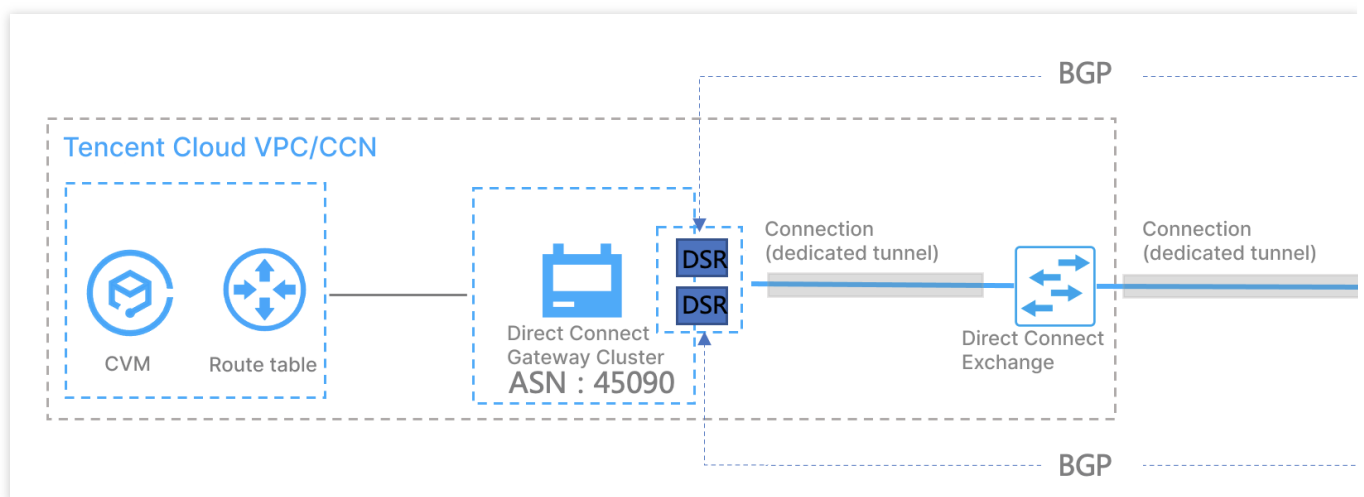 BGP
Tencent Cloud VPC/CCN
Connection
(dedicated tunnel)
Connection
(dedicated tunnel)
DSR
DSR
Direct Connect
Gateway Cluster
ASN：45090
Direct Connect
Exchange
CVM
Route table
BGP